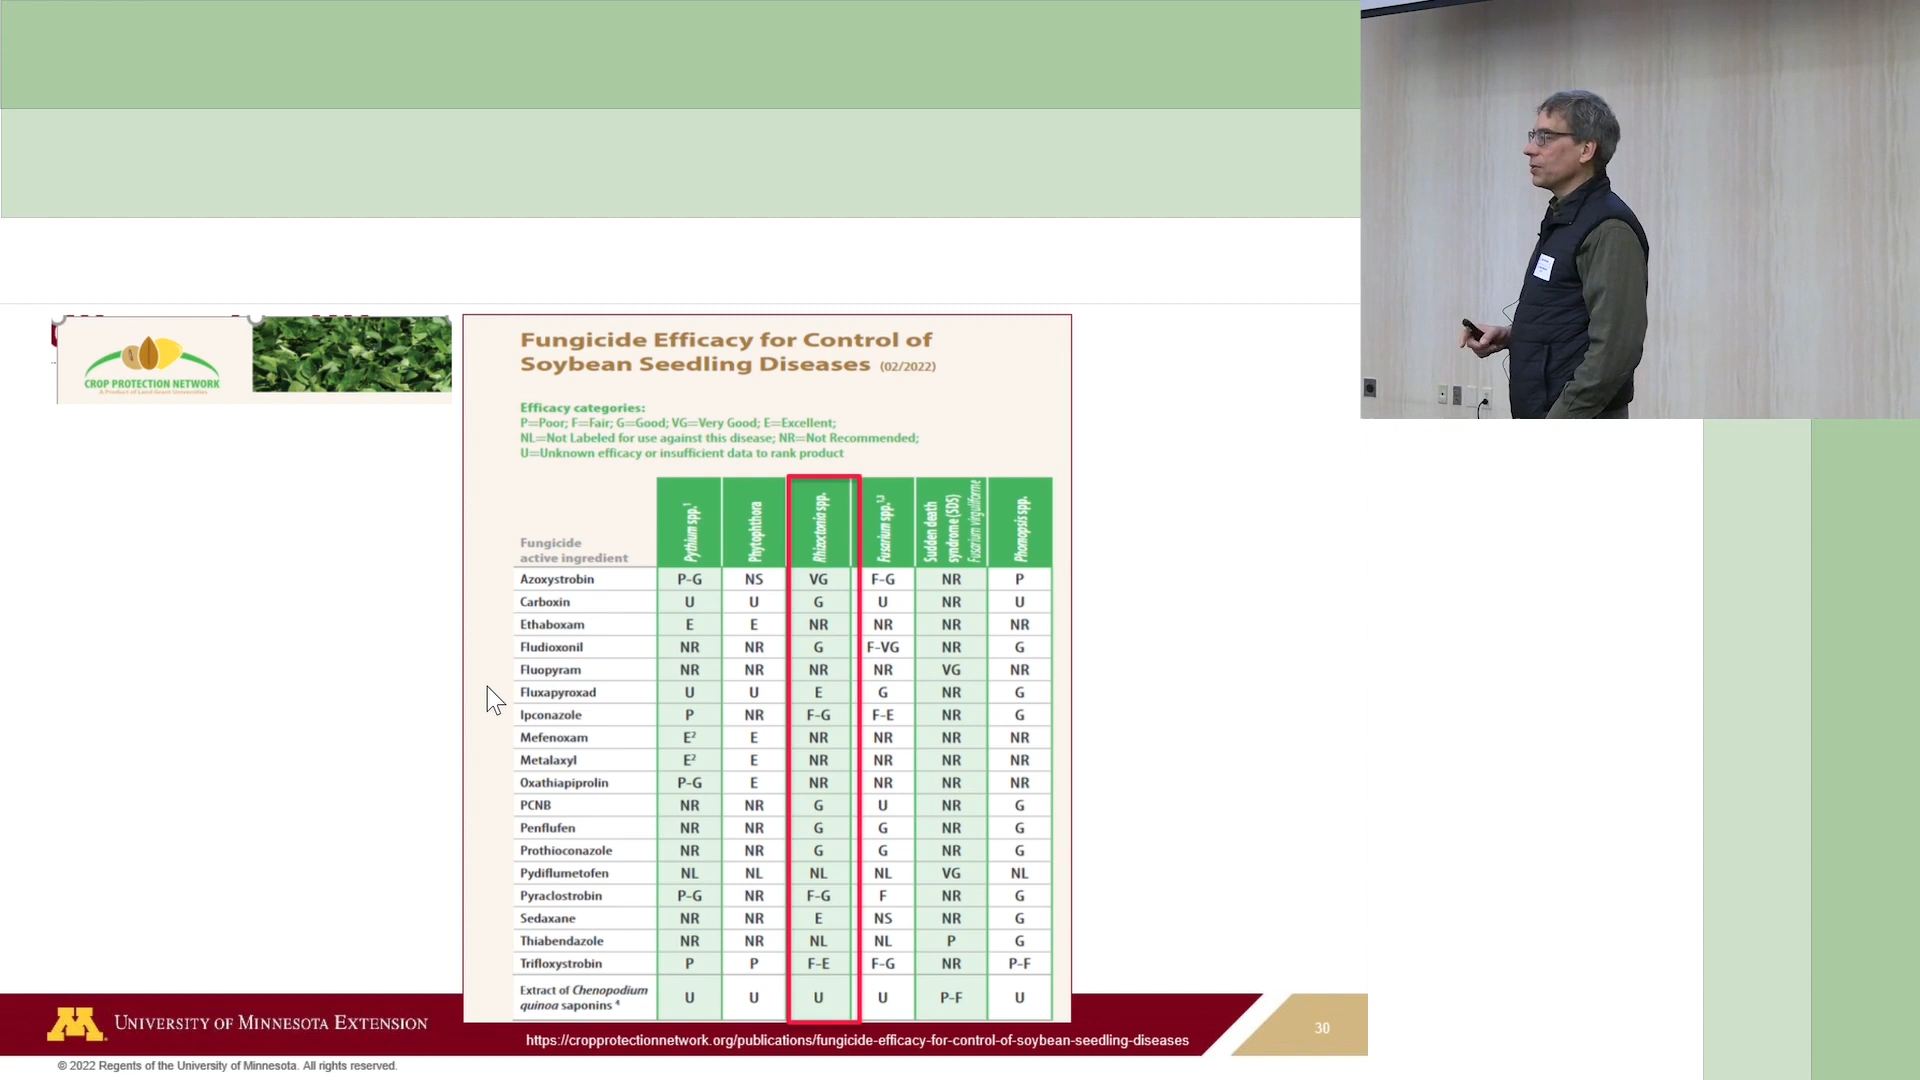 CROP PROTECTION NETWORK
A Product of Land Grant Universities
Fungicide Efficacy for Control of
Soybean Seedling Diseases (02/2022)
Efficacy categories:
P=Poor; F=Fair; G=Good; VG=Very Good; E=Excellent;
NL=Not Labeled for use against this disease; NR=Not Recommended;
U=Unknown efficacy or insufficient data to rank product
Fungicide
active ingredient
Pythium spp.¹
Phytophthora
Rhizoctonia spp.
Fusarium spp.¹,³
Sudden death
syndrome (SDS)
Fusarium virguliforme
Phomopsis spp.
Azoxystrobin P-G NS VG F-G NR P
Carboxin U U G U NR U
Ethaboxam E E NR NR NR NR
Fludioxonil NR NR G F-VG NR G
Fluopyram NR NR NR NR VG NR
Fluxapyroxad U U E G NR G
Ipconazole P NR F-G F-E NR G
Mefenoxam E² E NR NR NR NR
Metalaxyl E² E NR NR NR NR
Oxathiapiprolin P-G E NR NR NR NR
PCNB NR NR G U NR G
Penflufen NR NR G G NR G
Prothioconazole NR NR G G NR G
Pydiflumetofen NL NL NL NL VG NL
Pyraclostrobin P-G NR F-G F NR G
Sedaxane NR NR E NS NR G
Thiabendazole NR NR NL NL P G
Trifloxystrobin P P F-E F-G NR P-F
Extract of Chenopodium
quinoa saponins ⁴ U U U U P-F U
M
UNIVERSITY OF MINNESOTA EXTENSION
https://cropprotectionnetwork.org/publications/fungicide-efficacy-for-control-of-soybean-seedling-diseases
30
© 2022 Regents of the University of Minnesota. All rights reserved.